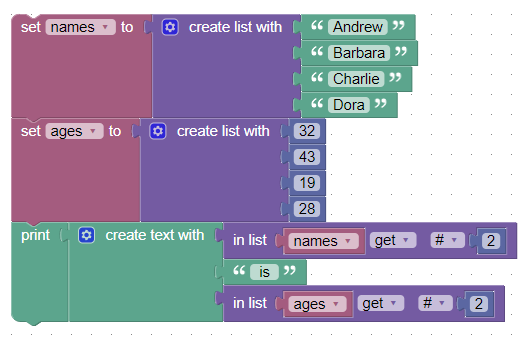 set names to create list with “ Andrew ”
“ Barbara ”
“ Charlie ”
“ Dora ”
set ages to create list with 32
43
19
28
print create text with in list names get # 2
“ is ”
in list ages get # 2